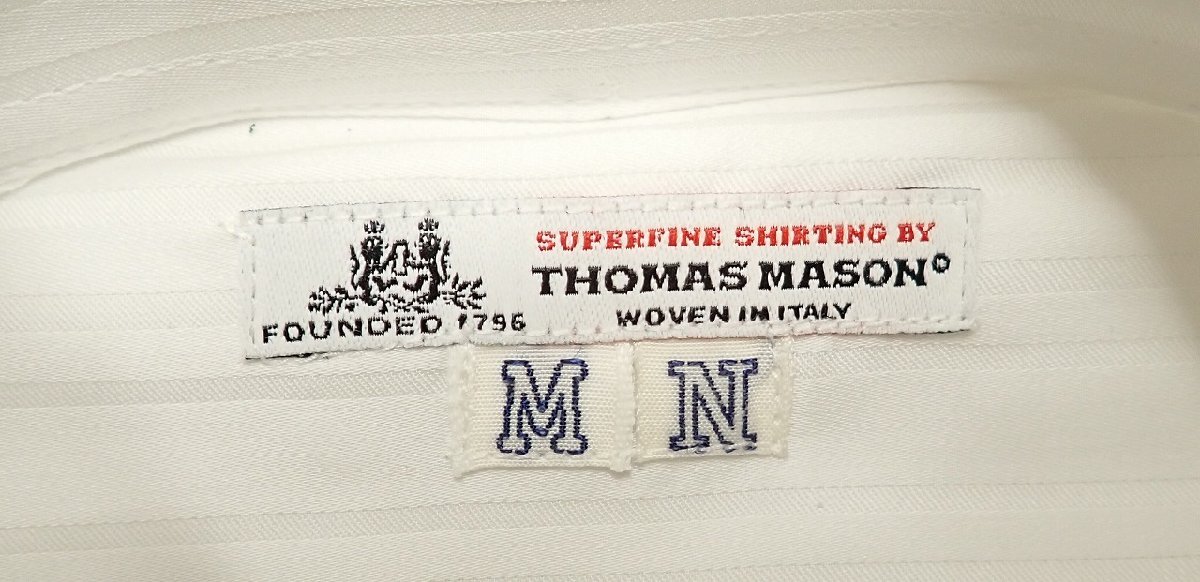 SUPERFINE SHIRTING BY
THOMAS MASON°
WOVEN IN ITALY
FOUNDED 1796
M N